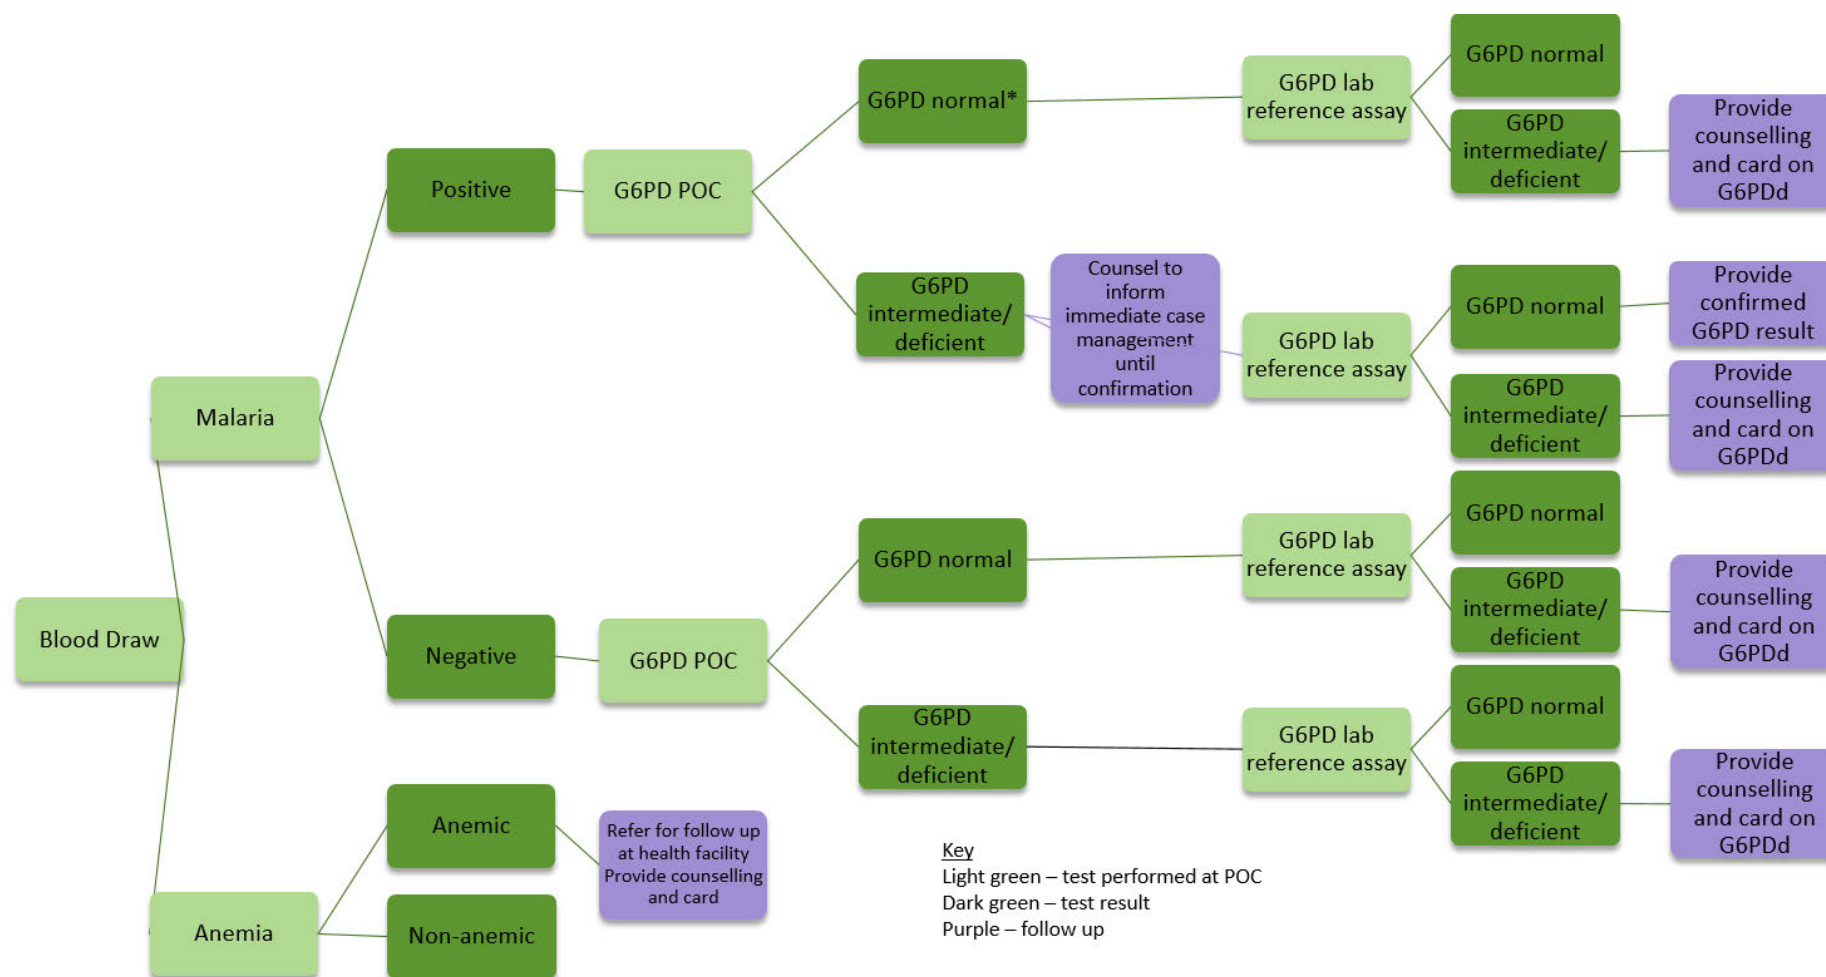 Blood Draw
Malaria
Positive
G6PD POC
G6PD normal*
G6PD lab
reference assay
G6PD normal
G6PD
intermediate/
deficient
Provide
counselling
and card on
G6PDd
G6PD
intermediate/
deficient
Counsel to
inform
immediate case
management
until
confirmation
G6PD lab
reference assay
G6PD normal
Provide
confirmed
G6PD result
G6PD
intermediate/
deficient
Provide
counselling
and card on
G6PDd
Negative
G6PD POC
G6PD normal
G6PD lab
reference assay
G6PD normal
G6PD
intermediate/
deficient
Provide
counselling
and card on
G6PDd
G6PD
intermediate/
deficient
G6PD lab
reference assay
G6PD normal
G6PD
intermediate/
deficient
Provide
counselling
and card on
G6PDd
Anemia
Anemic
Refer for follow up
at health facility
Provide counselling
and card
Non-anemic
Key
Light green – test performed at POC
Dark green – test result
Purple – follow up